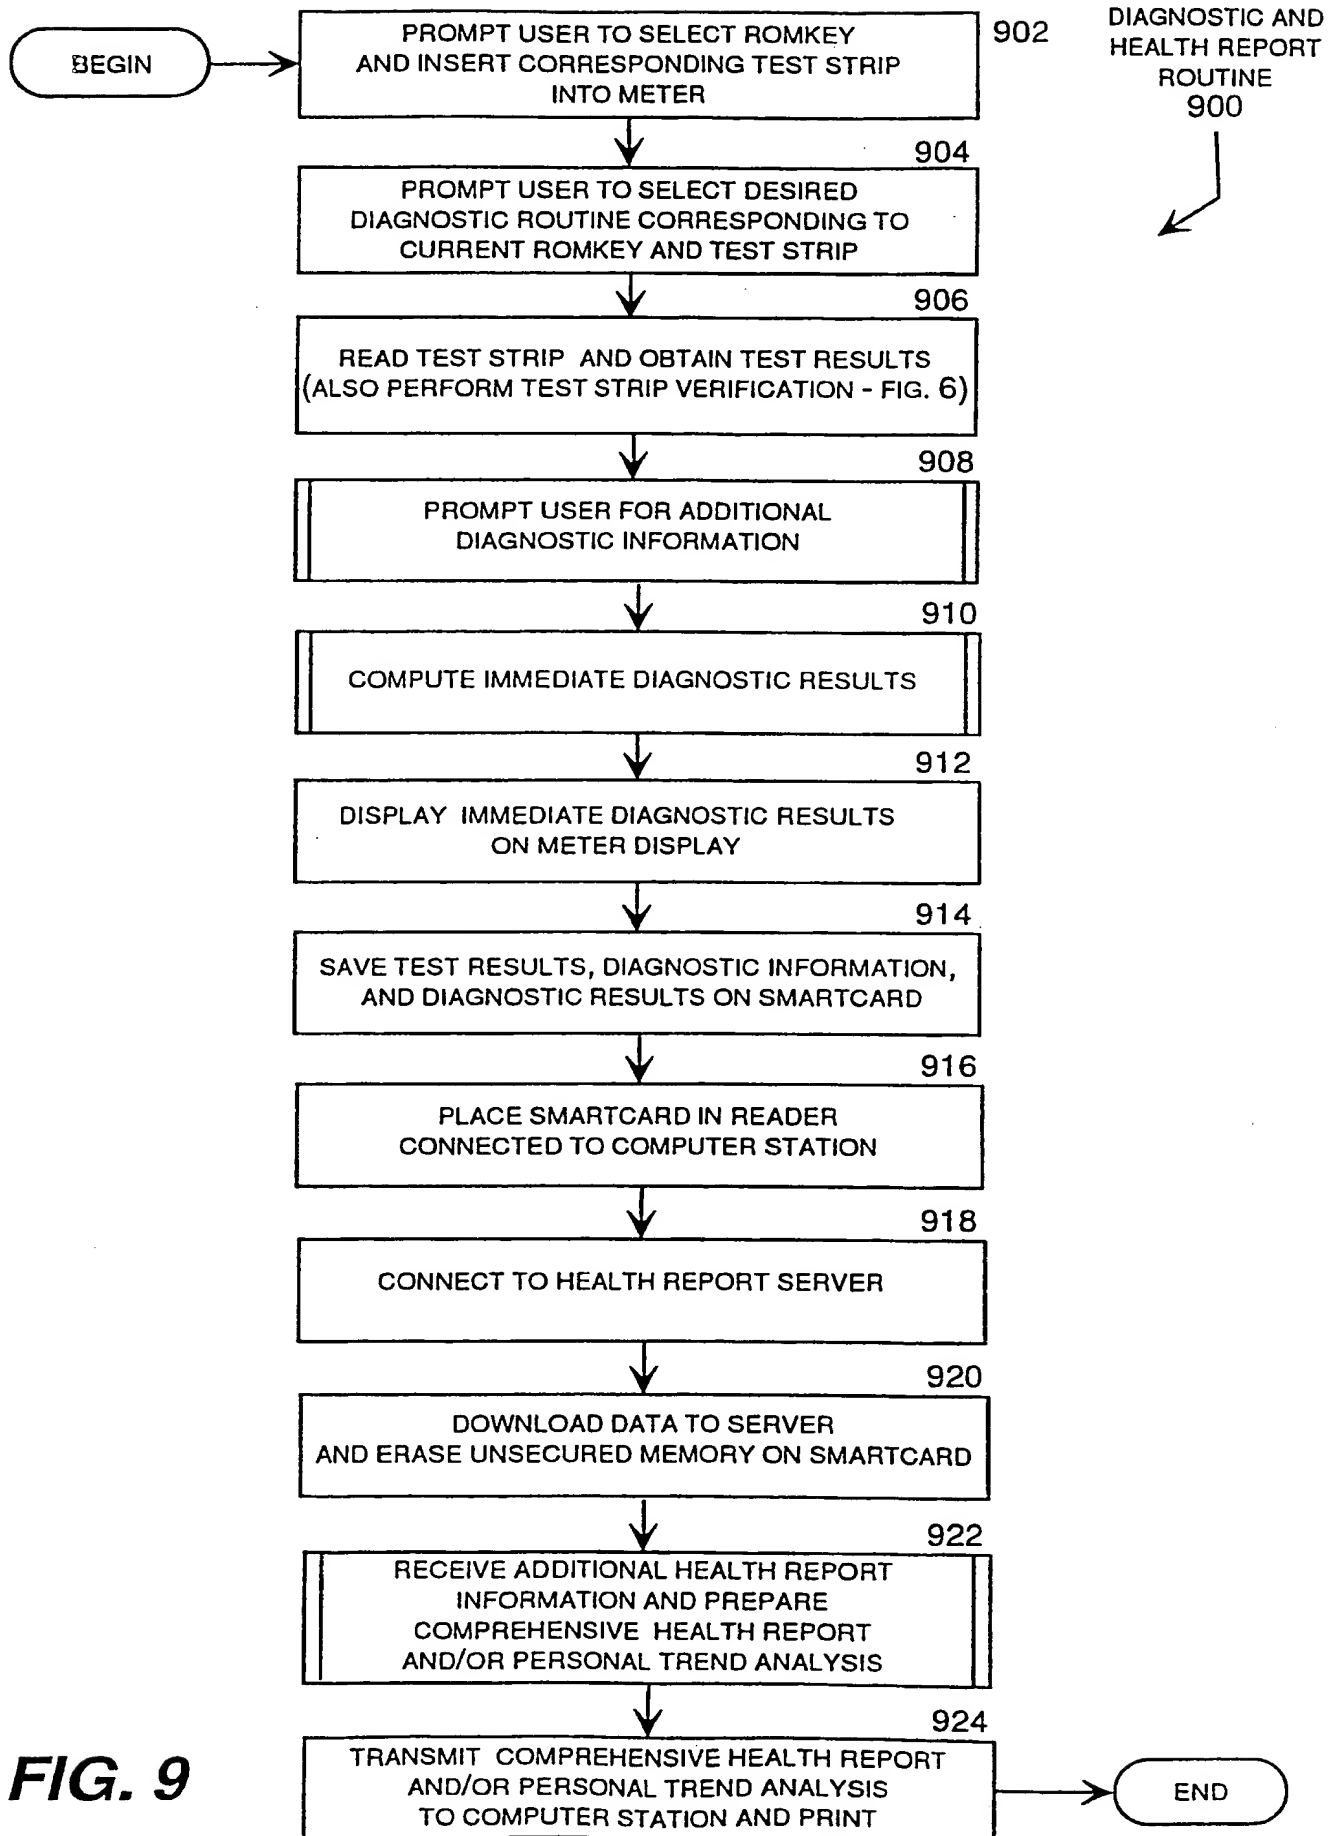 BEGIN
PROMPT USER TO SELECT ROMKEY
AND INSERT CORRESPONDING TEST STRIP
INTO METER
902
DIAGNOSTIC AND
HEALTH REPORT
ROUTINE
900
904
PROMPT USER TO SELECT DESIRED
DIAGNOSTIC ROUTINE CORRESPONDING TO
CURRENT ROMKEY AND TEST STRIP
906
READ TEST STRIP AND OBTAIN TEST RESULTS
(ALSO PERFORM TEST STRIP VERIFICATION - FIG. 6)
908
PROMPT USER FOR ADDITIONAL
DIAGNOSTIC INFORMATION
910
COMPUTE IMMEDIATE DIAGNOSTIC RESULTS
912
DISPLAY IMMEDIATE DIAGNOSTIC RESULTS
ON METER DISPLAY
914
SAVE TEST RESULTS, DIAGNOSTIC INFORMATION,
AND DIAGNOSTIC RESULTS ON SMARTCARD
916
PLACE SMARTCARD IN READER
CONNECTED TO COMPUTER STATION
918
CONNECT TO HEALTH REPORT SERVER
920
DOWNLOAD DATA TO SERVER
AND ERASE UNSECURED MEMORY ON SMARTCARD
922
RECEIVE ADDITIONAL HEALTH REPORT
INFORMATION AND PREPARE
COMPREHENSIVE HEALTH REPORT
AND/OR PERSONAL TREND ANALYSIS
924
TRANSMIT COMPREHENSIVE HEALTH REPORT
AND/OR PERSONAL TREND ANALYSIS
TO COMPUTER STATION AND PRINT
END
FIG. 9